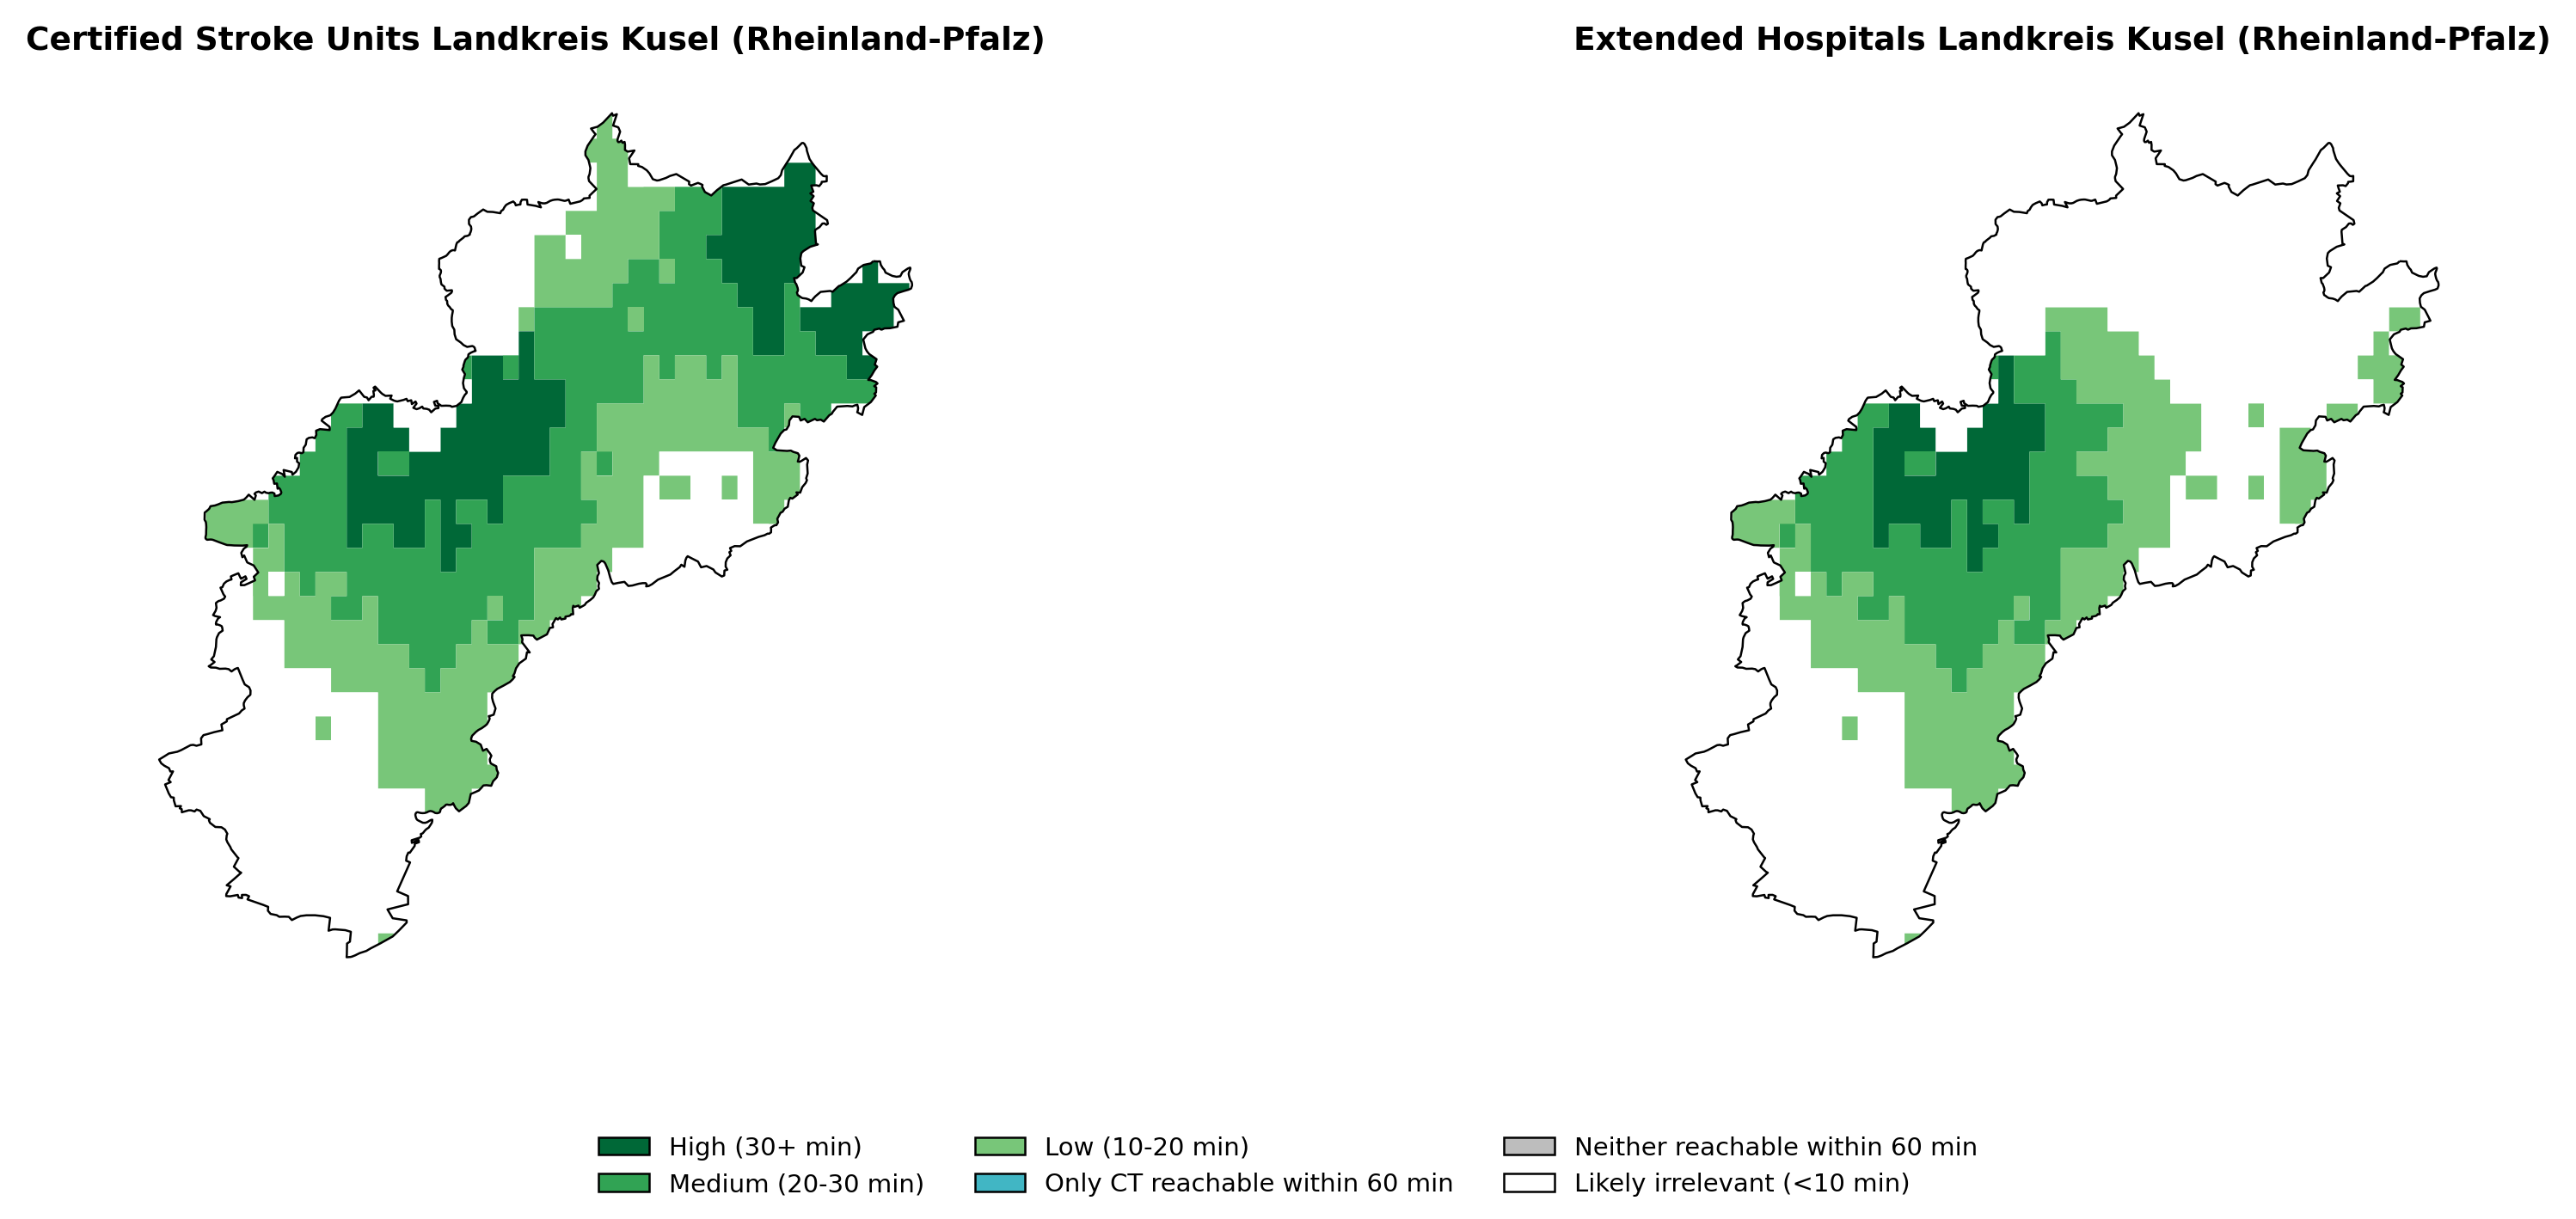 Certified Stroke Units Landkreis Kusel (Rheinland-Pfalz)
Extended Hospitals Landkreis Kusel (Rheinland-Pfalz)
High (30+ min)
Medium (20-30 min)
Low (10-20 min)
Only CT reachable within 60 min
Neither reachable within 60 min
Likely irrelevant (<10 min)